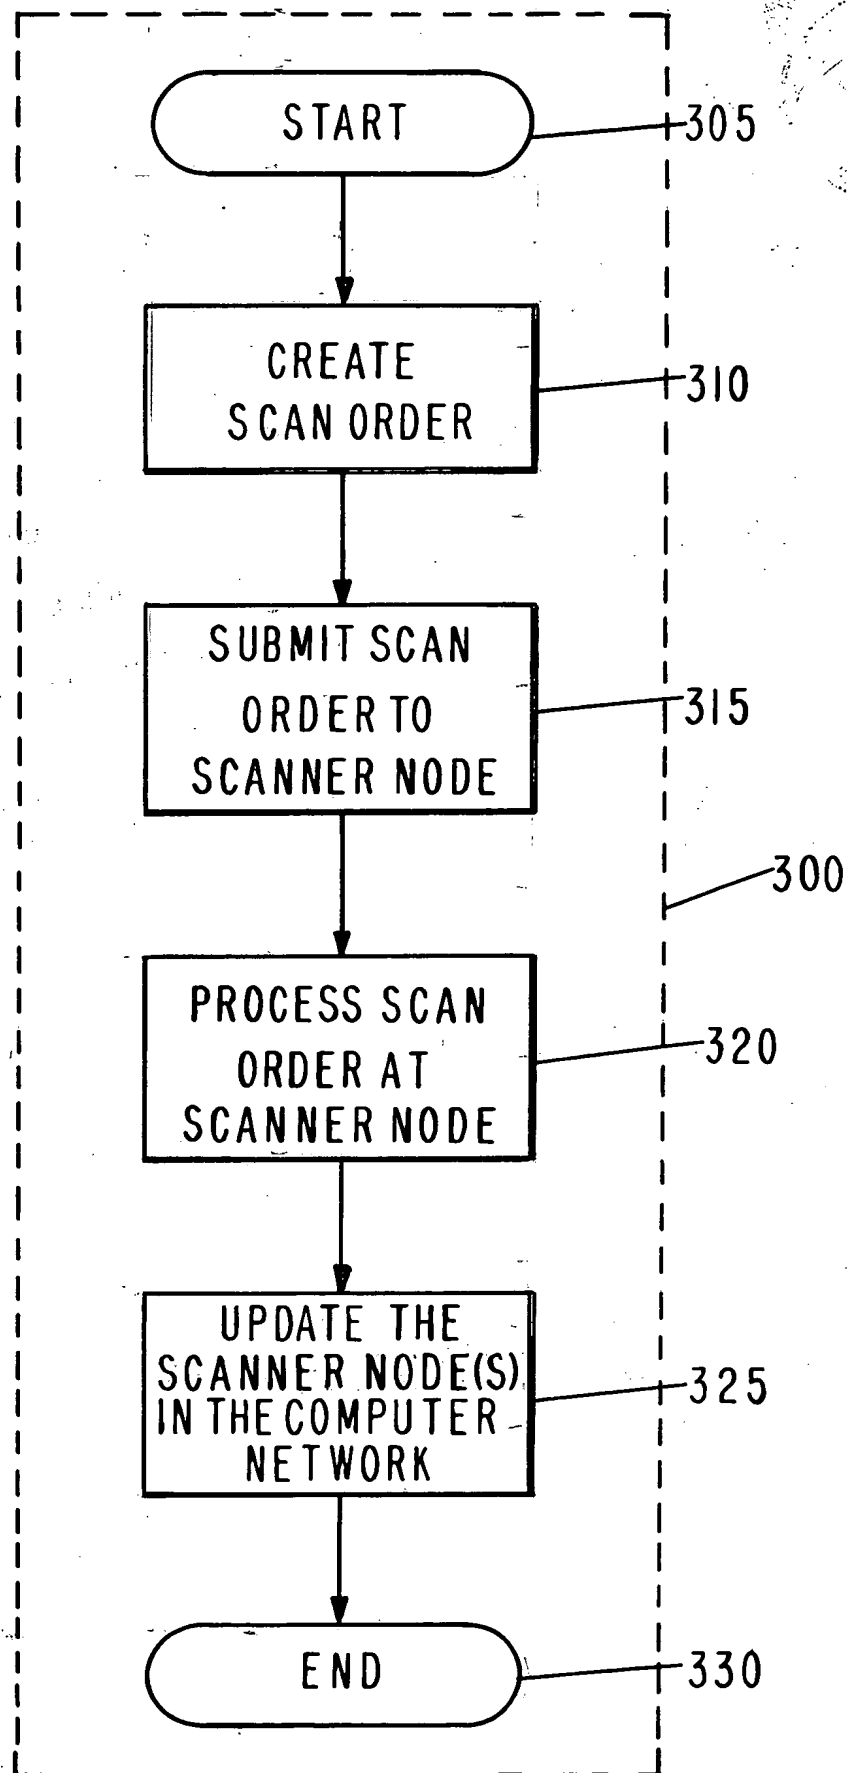 START
305
CREATE
SCAN ORDER
310
SUBMIT SCAN
ORDER TO
SCANNER NODE
315
300
PROCESS SCAN
ORDER AT
SCANNER NODE
320
UPDATE THE
SCANNER NODE(S)
IN THE COMPUTER
NETWORK
325
END
330